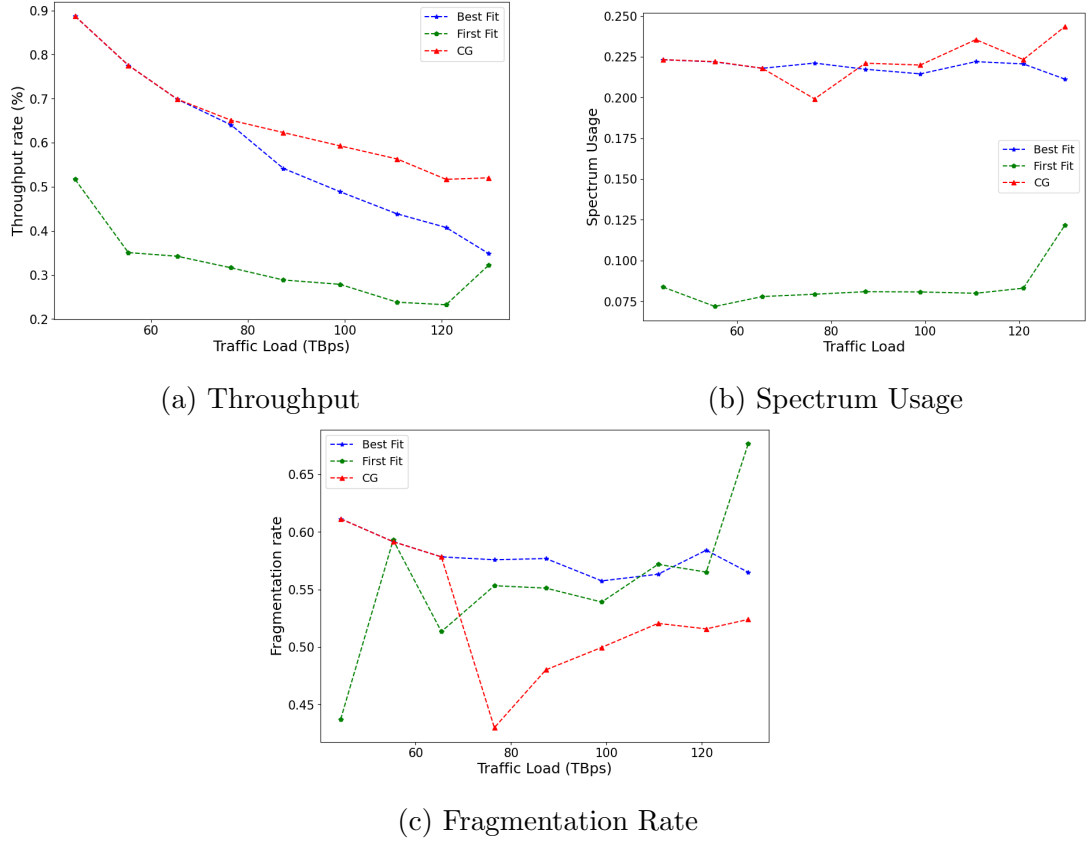 0.9
0.8
0.7
0.6
0.5
0.4
0.3
0.2
Throughput rate (%)
60 80 100 120
Traffic Load (TBps)
Best Fit
First Fit
CG
(a) Throughput
0.250
0.225
0.200
0.175
0.150
0.125
0.100
0.075
Spectrum Usage
60 80 100 120
Traffic Load
Best Fit
First Fit
CG
(b) Spectrum Usage
0.65
0.60
0.55
0.50
0.45
Fragmentation rate
60 80 100 120
Traffic Load (TBps)
Best Fit
First Fit
CG
(c) Fragmentation Rate